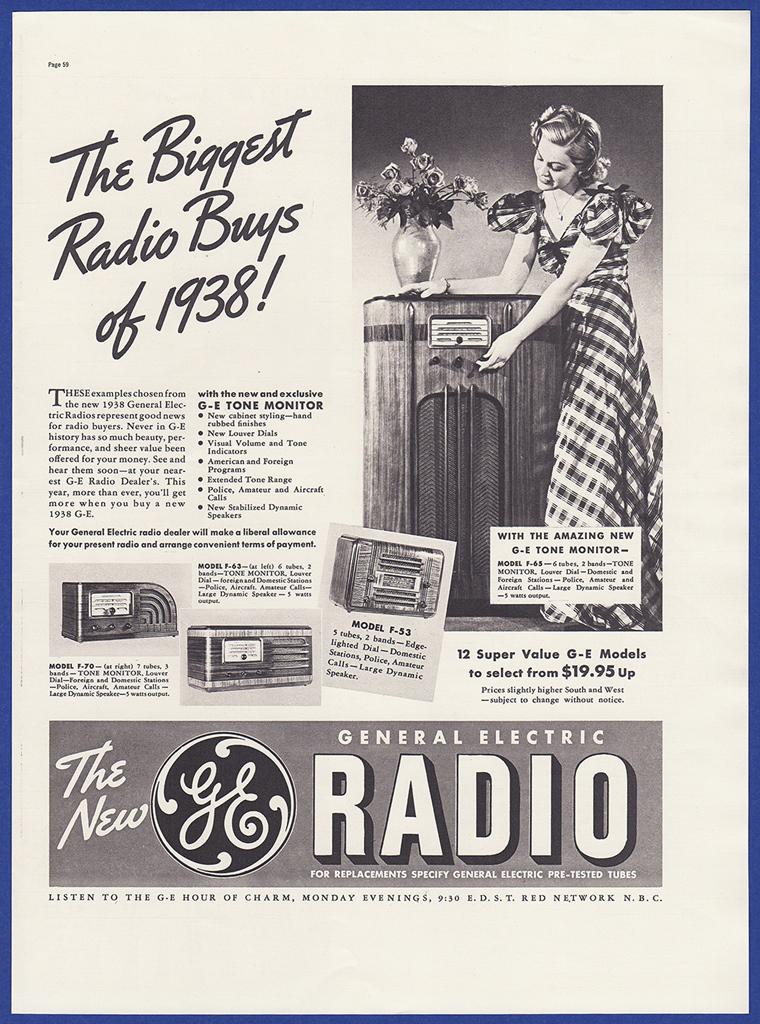 Page 59
The Biggest
Radio Buys
of 1938!
THESE examples chosen from
the new 1938 General Elec-
tric Radios represent good news
for radio buyers. Never in G-E
history has so much beauty, per-
formance, and sheer value been
offered for your money. See and
hear them soon—at your near-
est G-E Radio Dealer's. This
year, more than ever, you'll get
more when you buy a new
1938 G-E.
with the new and exclusive
G-E TONE MONITOR
● New cabinet styling—hand
rubbed finishes
● New Louver Dials
● Visual Volume and Tone
Indicators
● American and Foreign
Programs
● Extended Tone Range
● Police, Amateur and Aircraft
Calls
● New Stabilized Dynamic
Speakers
Your General Electric radio dealer will make a liberal allowance
for your present radio and arrange convenient terms of payment.
MODEL F-63—(at left) 6 tubes, 2
bands—TONE MONITOR, Louver
Dial—foreign and Domestic Stations
—Police, Aircraft, Amateur Calls—
Large Dynamic Speaker—5 watts
output.
MODEL F-70—(at right) 7 tubes, 3
bands—TONE MONITOR, Louver
Dial—Foreign and Domestic Stations
—Police, Aircraft, Amateur Calls—
Large Dynamic Speaker—5 watts output.
MODEL F-53
5 tubes, 2 bands—Edge-
lighted Dial—Domestic
Stations, Police, Amateur
Calls—Large Dynamic
Speaker.
WITH THE AMAZING NEW
G-E TONE MONITOR—
MODEL F-65—6 tubes, 2 bands—TONE
MONITOR, Louver Dial—Domestic and
Foreign Stations—Police, Amateur and
Aircraft Calls—Large Dynamic Speaker
—5 watts output.
12 Super Value G-E Models
to select from $19.95 Up
Prices slightly higher South and West
—subject to change without notice.
The
New
GE
GENERAL ELECTRIC
RADIO
FOR REPLACEMENTS SPECIFY GENERAL ELECTRIC PRE-TESTED TUBES
LISTEN TO THE G-E HOUR OF CHARM, MONDAY EVENINGS, 9:30 E.D.S.T. RED NETWORK N.B.C.